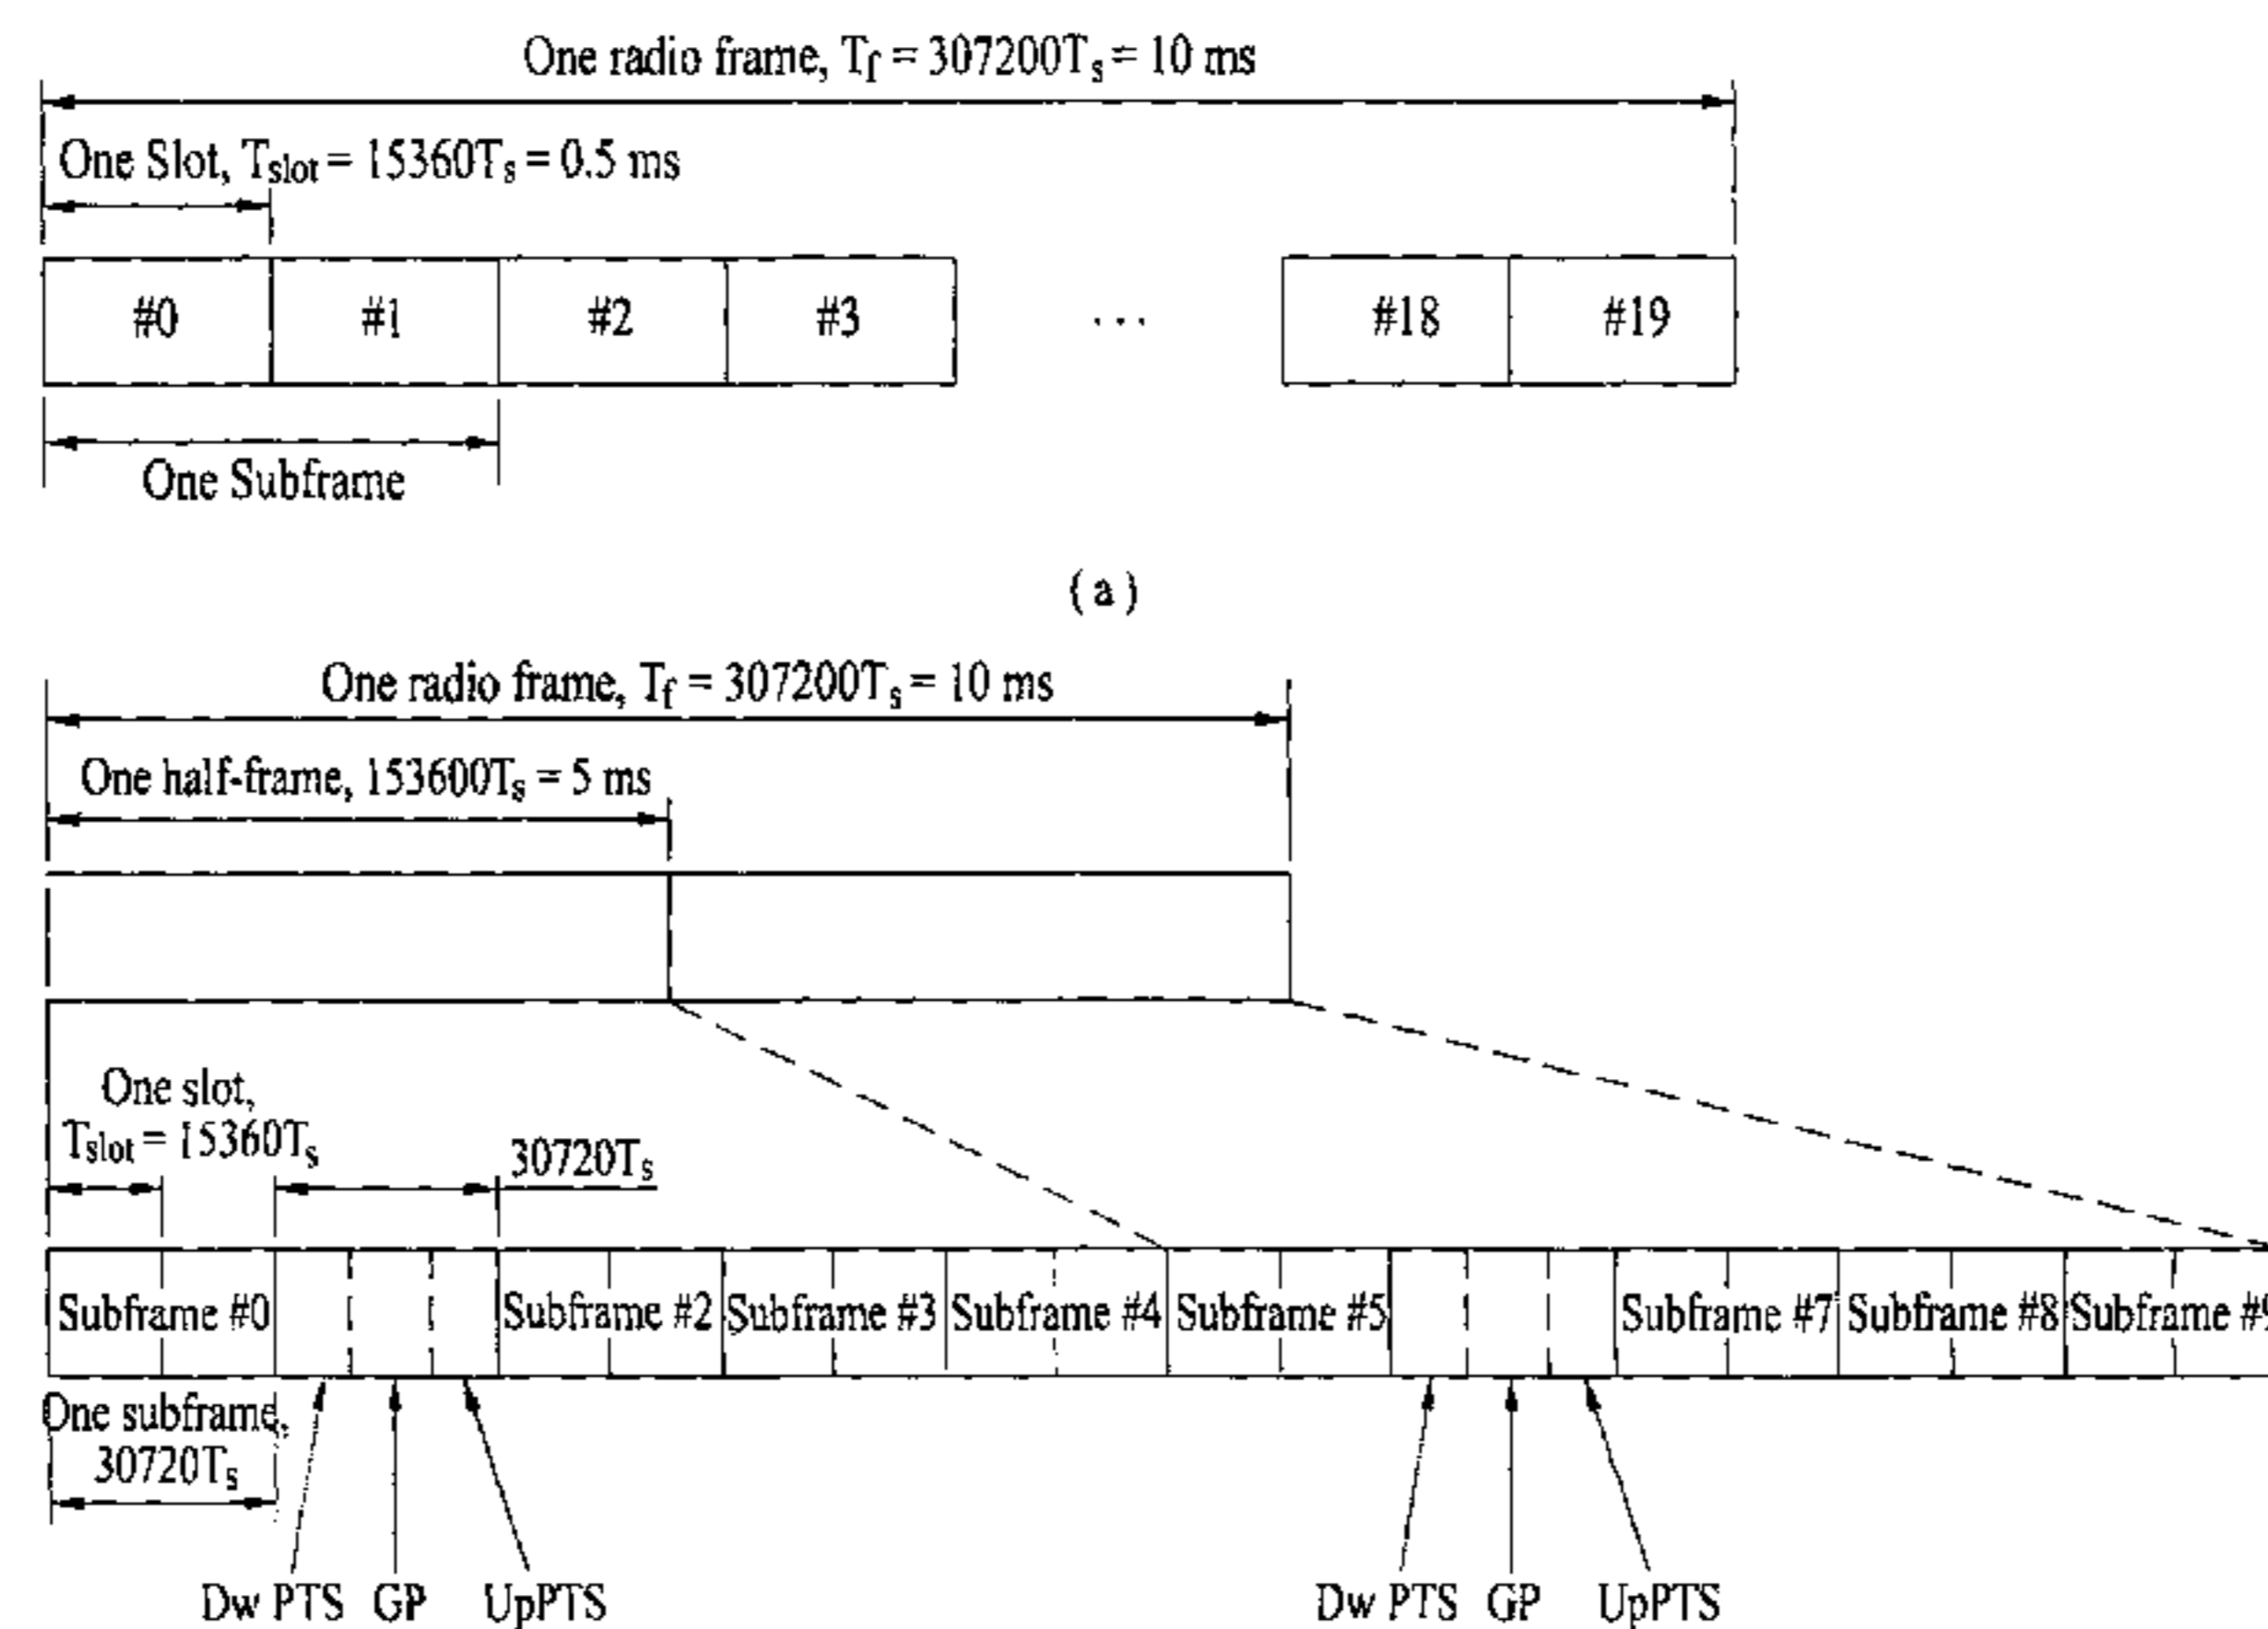 One radio frame, Tf = 307200Ts = 10 ms
One Slot, Tslot = 15360Ts = 0.5 ms
#0 #1 #2 #3 ... #18 #19
One Subframe
( a )
One radio frame, Tf = 307200Ts = 10 ms
One half-frame, 153600Ts = 5 ms
One slot,
Tslot = 15360Ts
30720Ts
Subframe #0 Subframe #2 Subframe #3 Subframe #4 Subframe #5 Subframe #7 Subframe #8 Subframe #9
One subframe,
30720Ts
Dw PTS GP UpPTS Dw PTS GP UpPTS